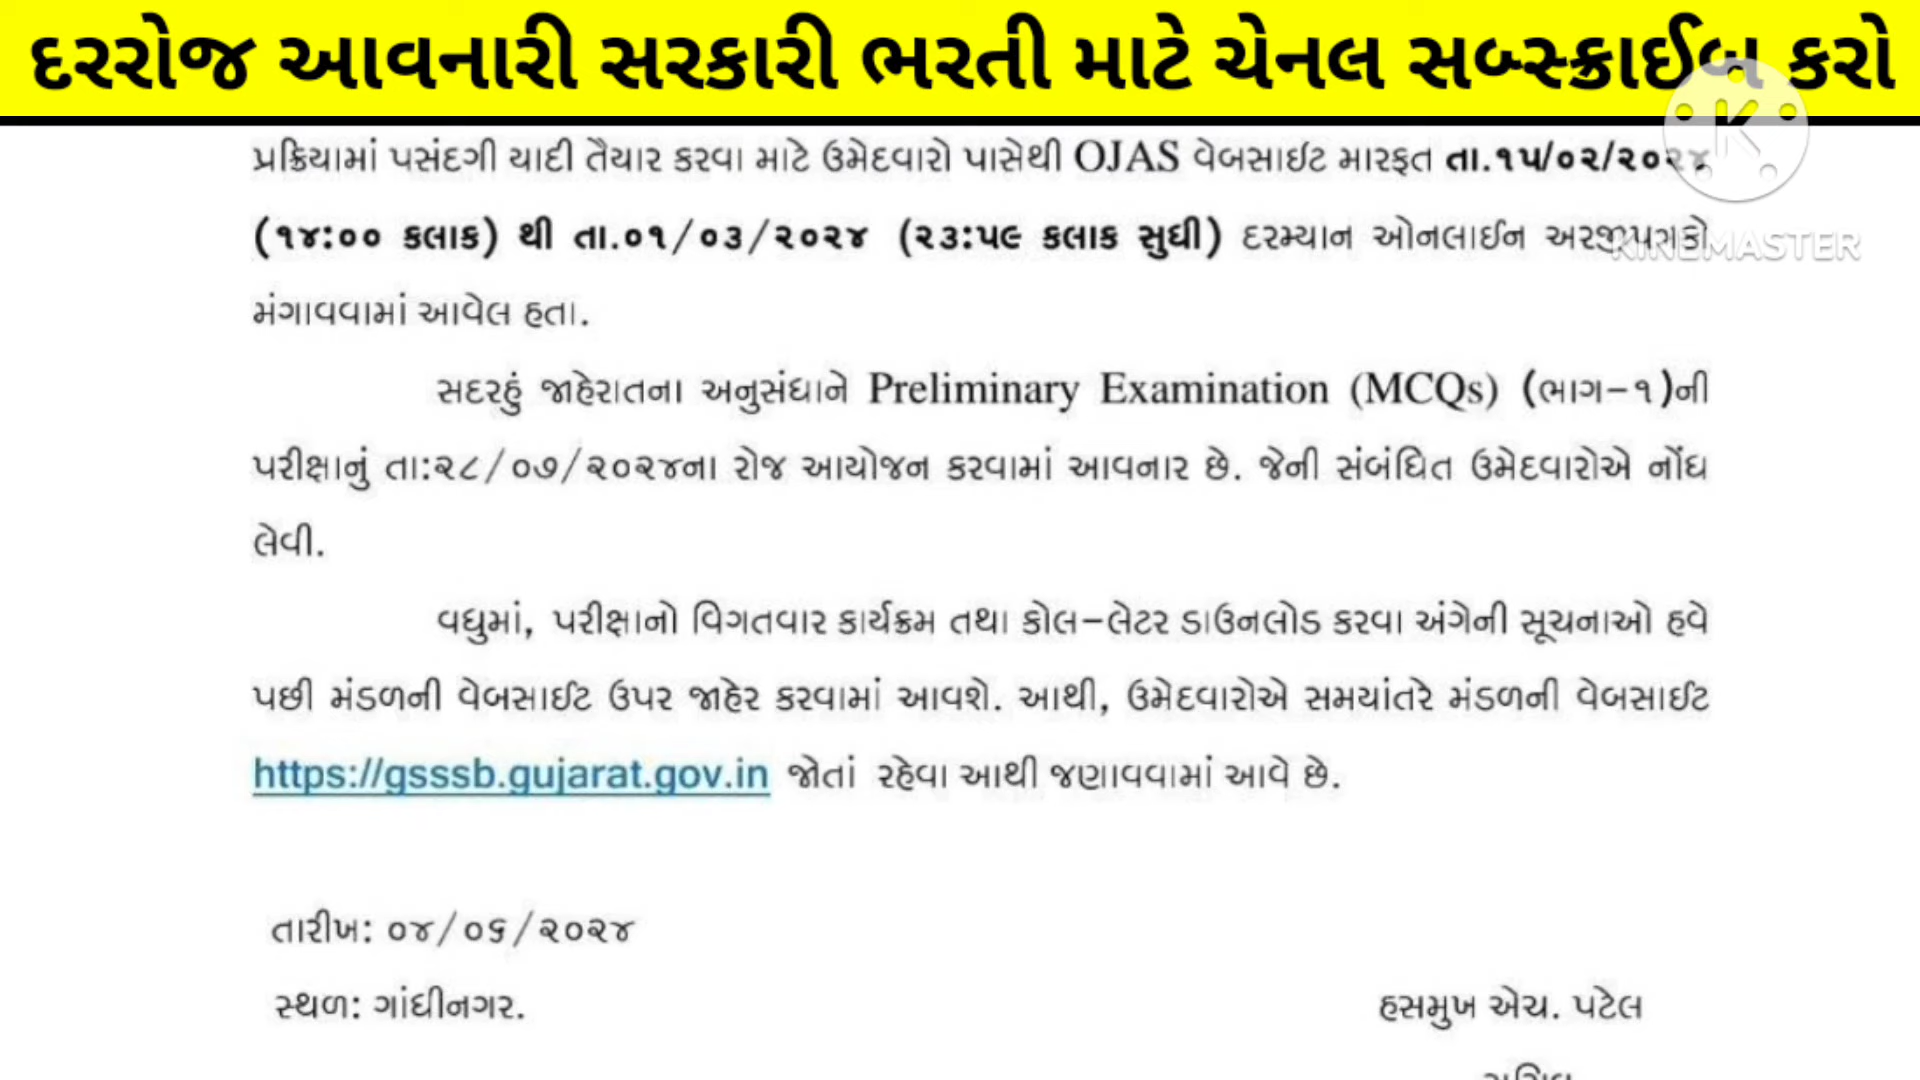 દરરોજ આવનારી સરકારી ભરતી માટે ચેનલ સબ્સ્ક્રાઈબ કરો
પ્રક્રિયામાં પસંદગી યાદી તૈયાર કરવા માટે ઉમેદવારો પાસેથી OJAS વેબસાઈટ મારફત તા.૧૫/૦૨/૨૦૨૪
(૧૪:૦૦ કલાક) થી તા.૦૧/૦૩/૨૦૨૪ (૨૩:૫૯ કલાક સુધી) દરમ્યાન ઓનલાઈન અરજીપત્રકો
KINEMASTER
મંગાવવામાં આવેલ હતા.
સદરહું જાહેરાતના અનુસંધાને Preliminary Examination (MCQs) (ભાગ-૧)ની
પરીક્ષાનું તા:૨૮/૦૭/૨૦૨૪ના રોજ આયોજન કરવામાં આવનાર છે. જેની સંબંધિત ઉમેદવારોએ નોંધ
લેવી.
વધુમાં, પરીક્ષાનો વિગતવાર કાર્યક્રમ તથા કોલ-લેટર ડાઉનલોડ કરવા અંગેની સૂચનાઓ હવે
પછી મંડળની વેબસાઈટ ઉપર જાહેર કરવામાં આવશે. આથી, ઉમેદવારોએ સમયાંતરે મંડળની વેબસાઈટ
https://gsssb.gujarat.gov.in જોતાં રહેવા આથી જણાવવામાં આવે છે.
તારીખ: ૦૪/૦૬/૨૦૨૪
સ્થળ: ગાંધીનગર.
હસમુખ એચ. પટેલ